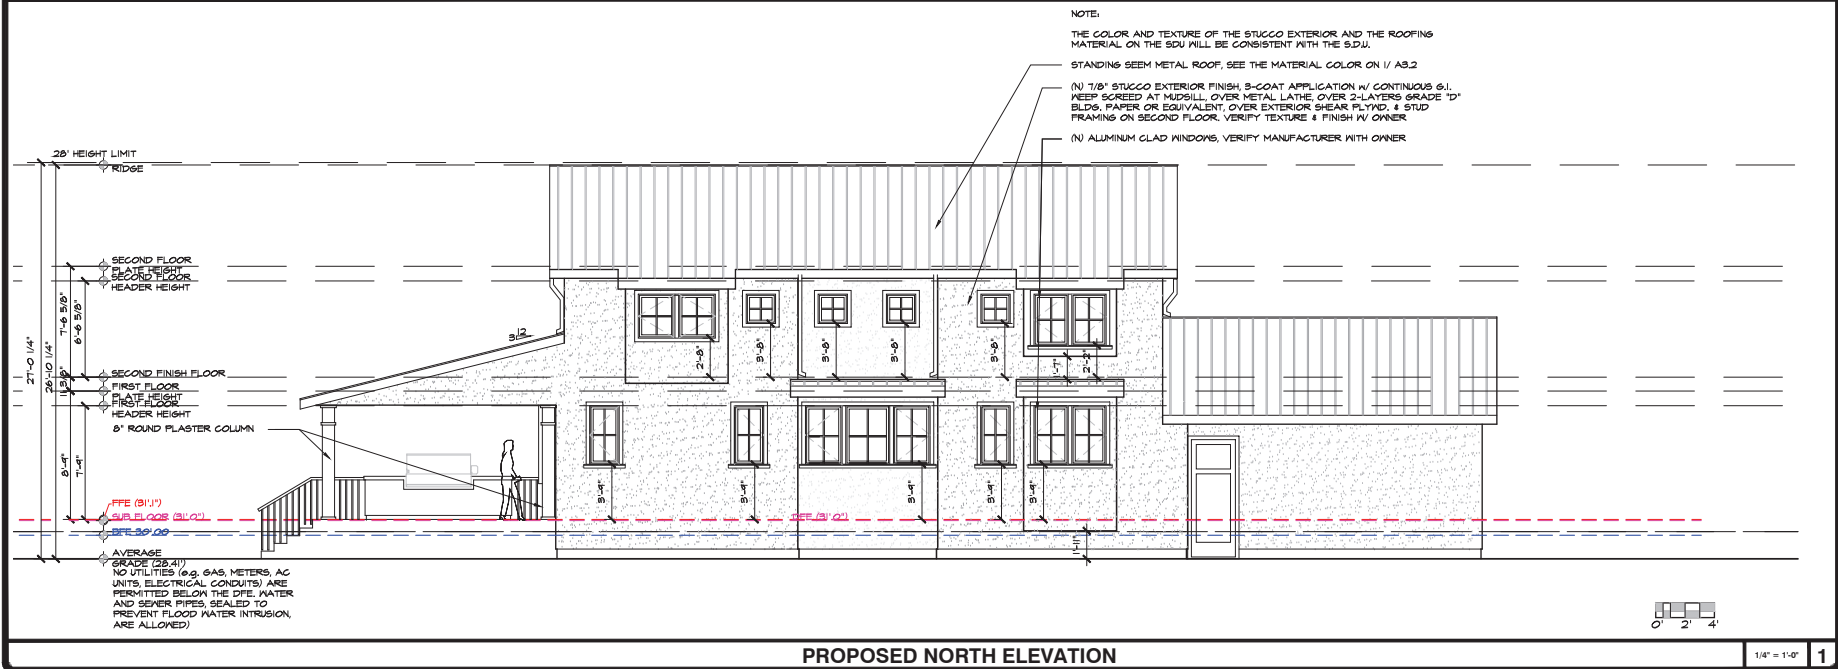 NOTE:
THE COLOR AND TEXTURE OF THE STUCCO EXTERIOR AND THE ROOFING
MATERIAL ON THE SDU WILL BE CONSISTENT WITH THE S.D.U.
STANDING SEEM METAL ROOF, SEE THE MATERIAL COLOR ON 1/ A3.2
(N) 7/8" STUCCO EXTERIOR FINISH, 3-COAT APPLICATION W/ CONTINUOUS G.I.
WEEP SCREED AT MUDSILL, OVER METAL LATHE, OVER 2-LAYERS GRADE "D"
BLDG. PAPER OR EQUIVALENT, OVER EXTERIOR SHEAR PLYWD. & STUD
FRAMING ON SECOND FLOOR. VERIFY TEXTURE & FINISH W/ OWNER
(N) ALUMINUM CLAD WINDOWS, VERIFY MANUFACTURER WITH OWNER
28' HEIGHT LIMIT
RIDGE
SECOND FLOOR
PLATE HEIGHT
SECOND FLOOR
HEADER HEIGHT
7'-6 5/8"
6'-6 5/8"
27'-0 1/4"
26'-10 1/4"
3
12
2'-8"
3'-8"
3'-8"
3'-8"
3'-8"
1'-7"
2'-2"
SECOND FINISH FLOOR
FIRST FLOOR
PLATE HEIGHT
FIRST FLOOR
HEADER HEIGHT
8" ROUND PLASTER COLUMN
8'-9"
7'-9"
3'-9"
3'-9"
3'-9"
3'-9"
3'-9"
FFE (31'.1")
SUB FLOOR (31'.0")
DFE (31'.0")
DFE 30'.00
1'-11"
AVERAGE
GRADE (28.41')
NO UTILITIES (e.g. GAS, METERS, AC
UNITS, ELECTRICAL CONDUITS) ARE
PERMITTED BELOW THE DFE. WATER
AND SEWER PIPES, SEALED TO
PREVENT FLOOD WATER INTRUSION,
ARE ALLOWED)
0' 2' 4'
PROPOSED NORTH ELEVATION
1/4" = 1'-0"
1